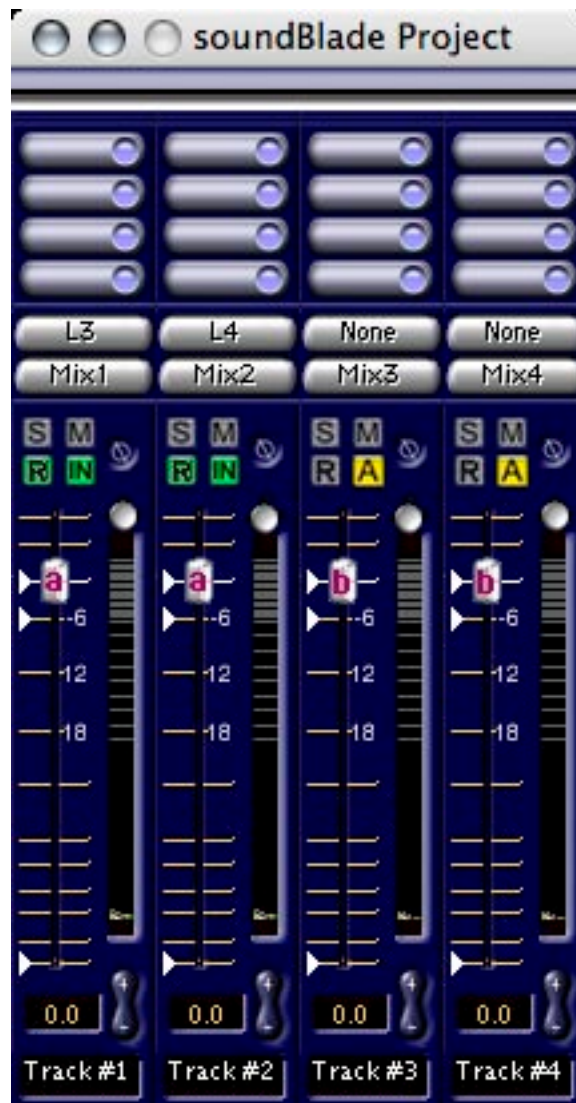 soundBlade Project
L3 L4 None None
Mix1 Mix2 Mix3 Mix4
S M S M S M S M
R IN R IN R A R A
a a b b
-6 -6 -6 -6
-12 -12 -12 -12
-18 -18 -18 -18
+ + + +
0.0 0.0 0.0 0.0
- - - -
Track #1 Track #2 Track #3 Track #4